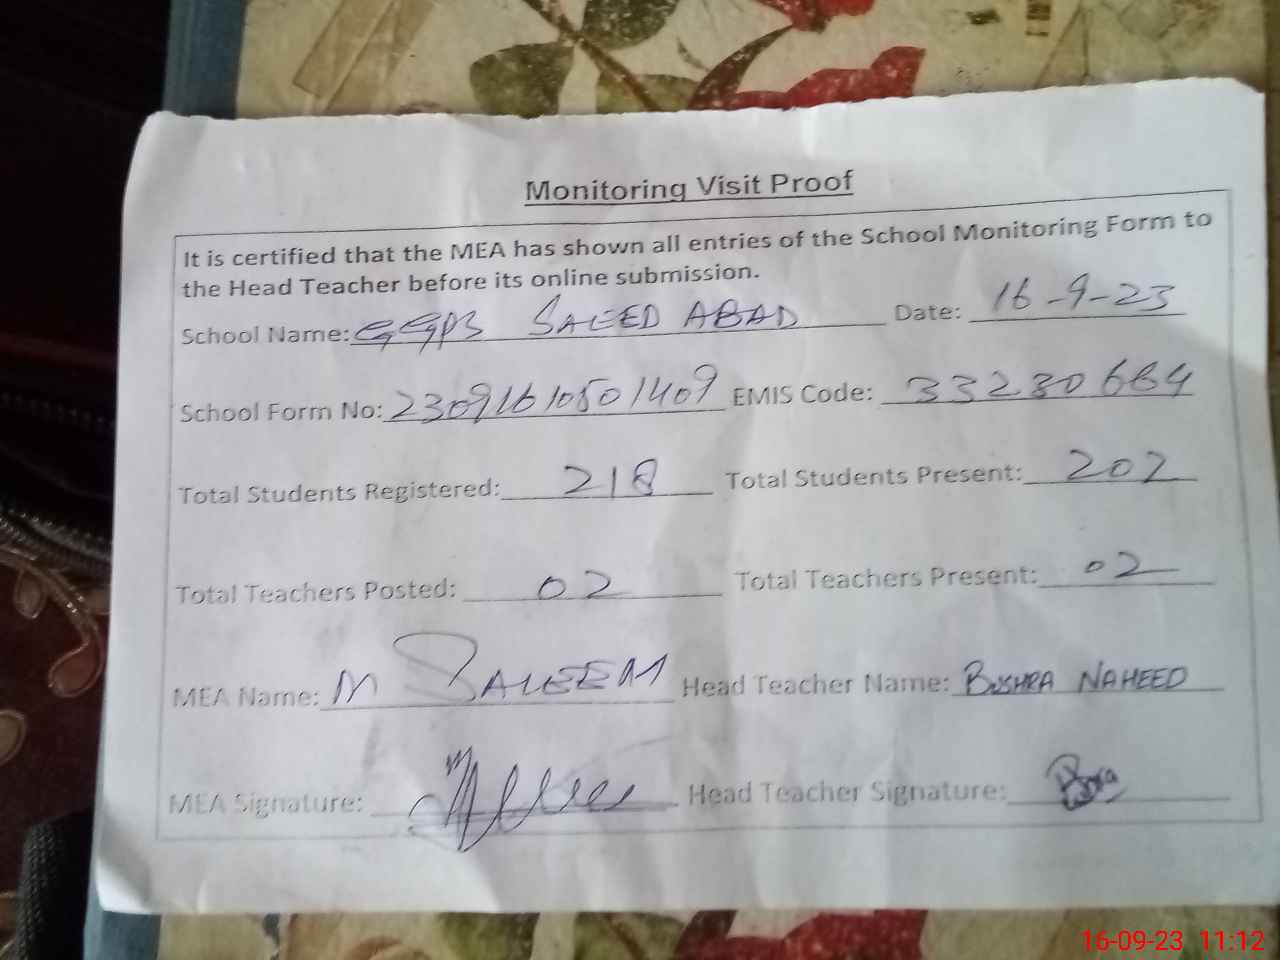 Monitoring Visit Proof
It is certified that the MEA has shown all entries of the School Monitoring Form to
the Head Teacher before its online submission.
School Name: GGPS SAEED ABAD Date: 16-9-23
School Form No: 23091610501409 EMIS Code: 33230664
Total Students Registered: 218 Total Students Present: 202
Total Teachers Posted: 02 Total Teachers Present: 02
MEA Name: M SALEEM Head Teacher Name: BUSHRA NAHEED
MEA Signature: Head Teacher Signature:
16-09-23 11:12